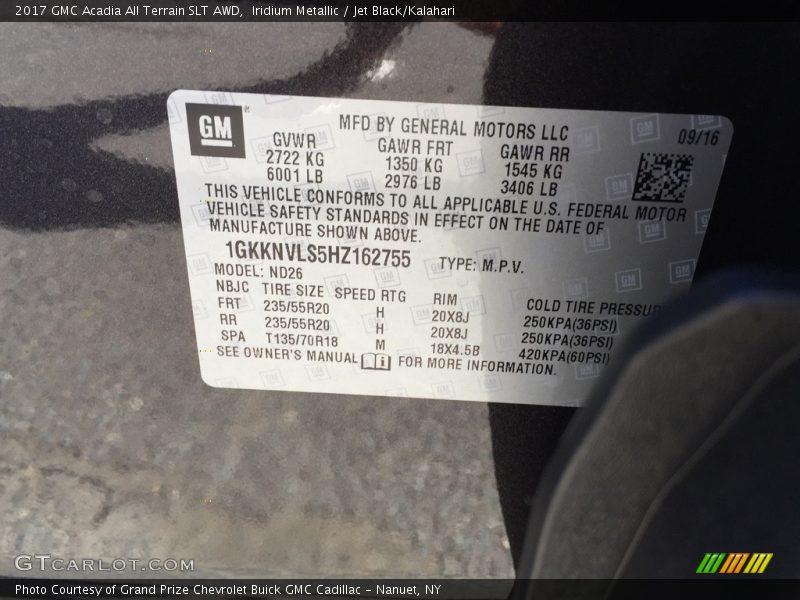 2017 GMC Acadia All Terrain SLT AWD, Iridium Metallic / Jet Black/Kalahari
GM
MFD BY GENERAL MOTORS LLC
09/16
GVWR GAWR FRT GAWR RR
2722 KG 1350 KG 1545 KG
6001 LB 2976 LB 3406 LB
THIS VEHICLE CONFORMS TO ALL APPLICABLE U.S. FEDERAL MOTOR
VEHICLE SAFETY STANDARDS IN EFFECT ON THE DATE OF
MANUFACTURE SHOWN ABOVE.
1GKKNVLS5HZ162755 TYPE: M.P.V.
MODEL: ND26
NBJC TIRE SIZE SPEED RTG RIM COLD TIRE PRESSUR
FRT 235/55R20 H 20X8J 250KPA(36PSI)
RR 235/55R20 H 20X8J 250KPA(36PSI)
SPA T135/70R18 M 18X4.5B 420KPA(60PSI)
SEE OWNER'S MANUAL FOR MORE INFORMATION.
GTCARLOT.COM
Photo Courtesy of Grand Prize Chevrolet Buick GMC Cadillac – Nanuet, NY